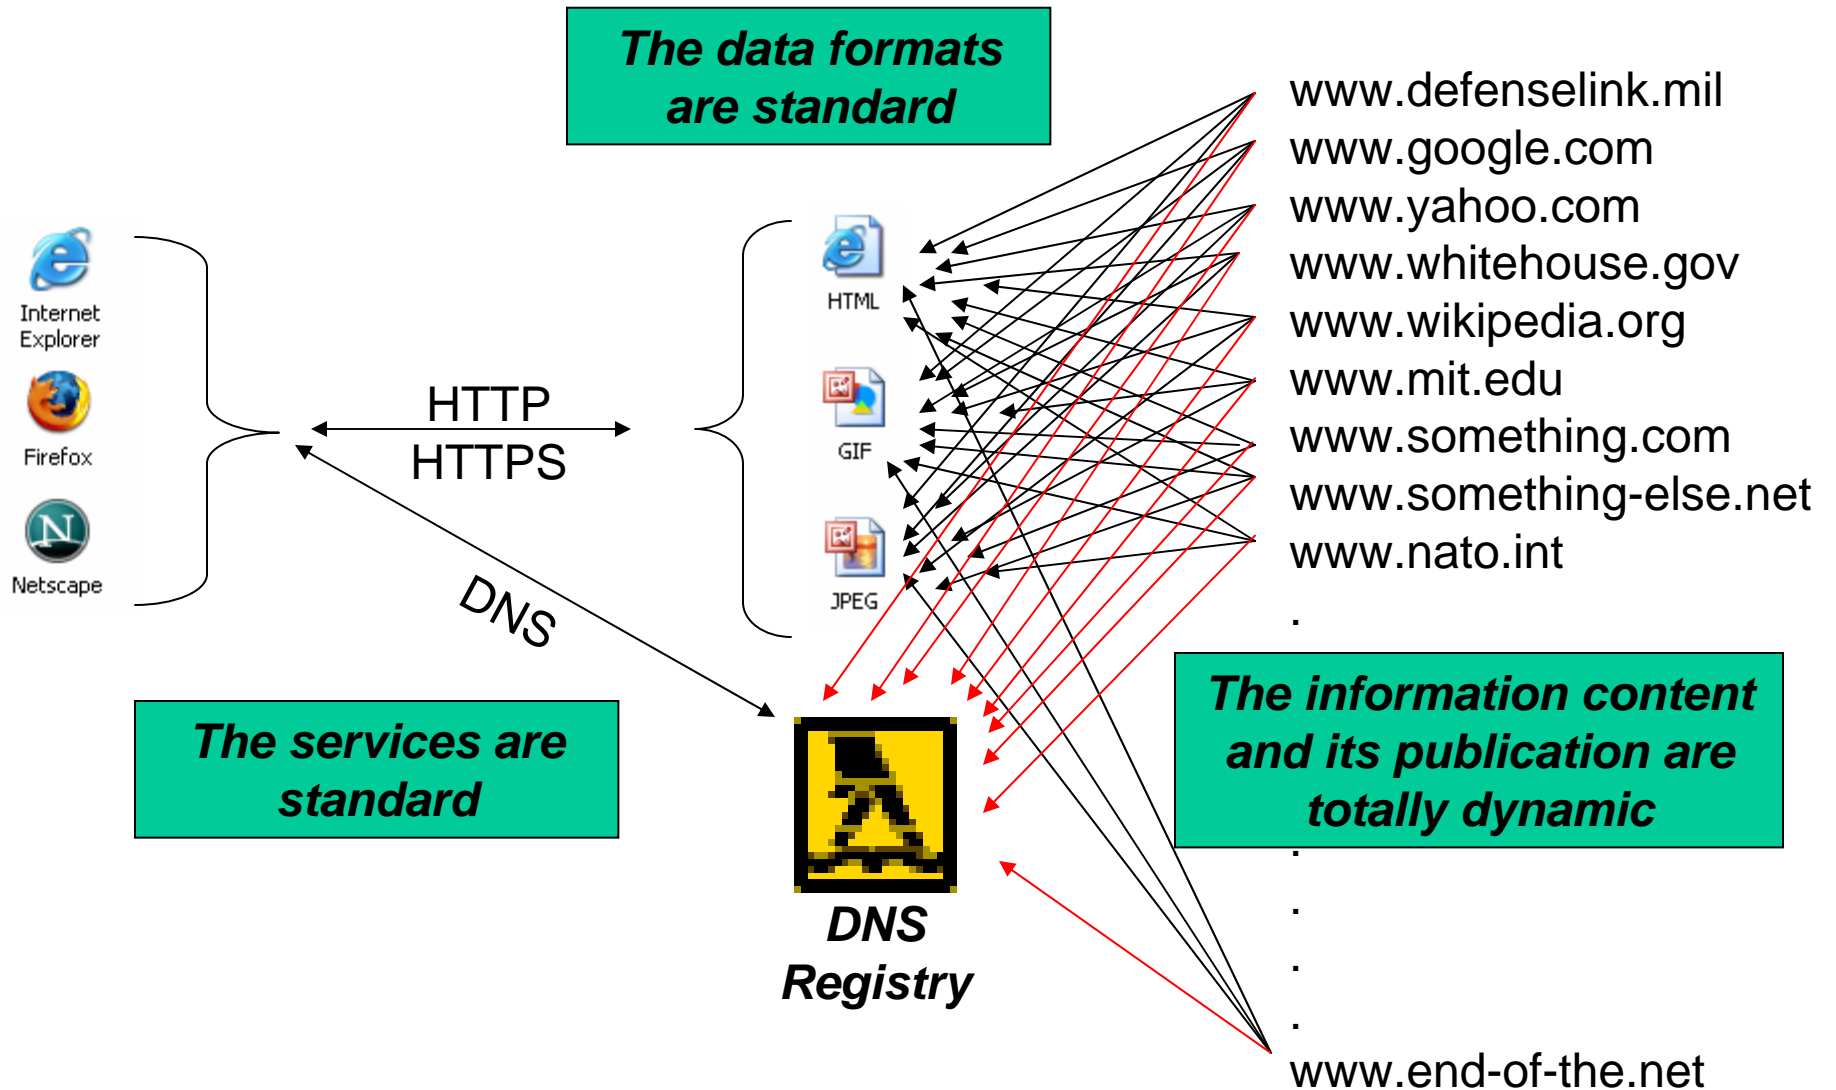 The data formats
are standard
www.defenselink.mil
www.google.com
www.yahoo.com
www.whitehouse.gov
www.wikipedia.org
www.mit.edu
www.something.com
www.something-else.net
www.nato.int
.
Internet
Explorer
Firefox
N
Netscape
HTTP
HTTPS
DNS
HTML
GIF
JPEG
The services are
standard
The information content
and its publication are
totally dynamic
.
.
.
.
DNS
Registry
www.end-of-the.net